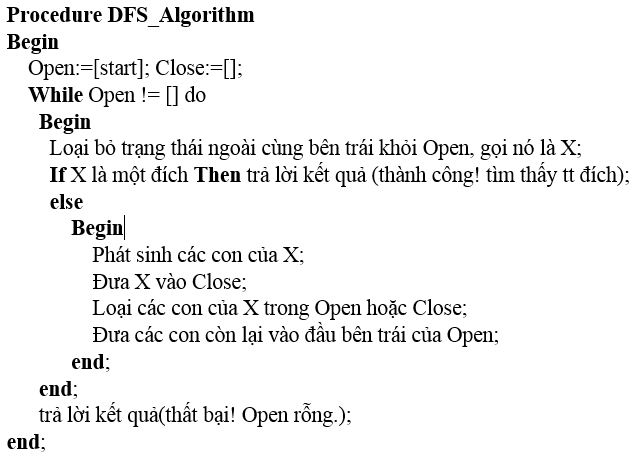 Procedure DFS_Algorithm
Begin
Open:=[start]; Close:=[];
While Open != [] do
Begin
Loại bỏ trạng thái ngoài cùng bên trái khỏi Open, gọi nó là X;
If X là một đích Then trả lời kết quả (thành công! tìm thấy tt đích);
else
Begin
Phát sinh các con của X;
Đưa X vào Close;
Loại các con của X trong Open hoặc Close;
Đưa các con còn lại vào đầu bên trái của Open;
end;
end;
trả lời kết quả(thất bại! Open rỗng.);
end;